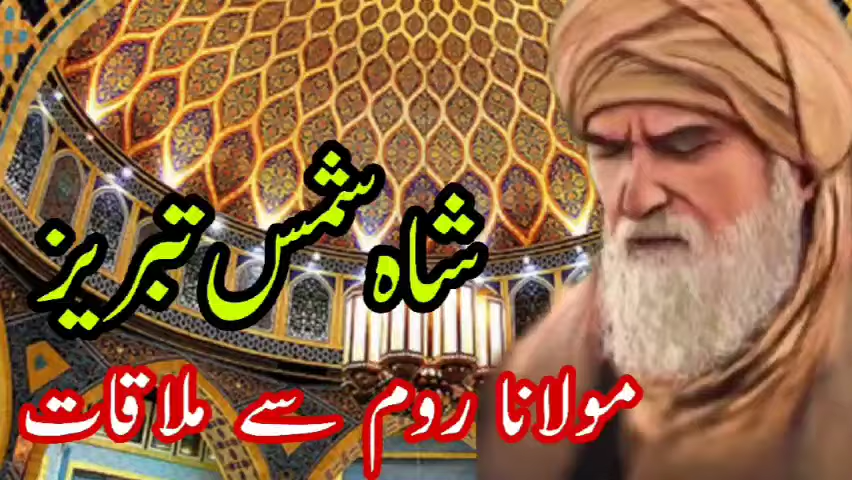 شاہ شمس تبریز
مولانا روم سے ملاقات